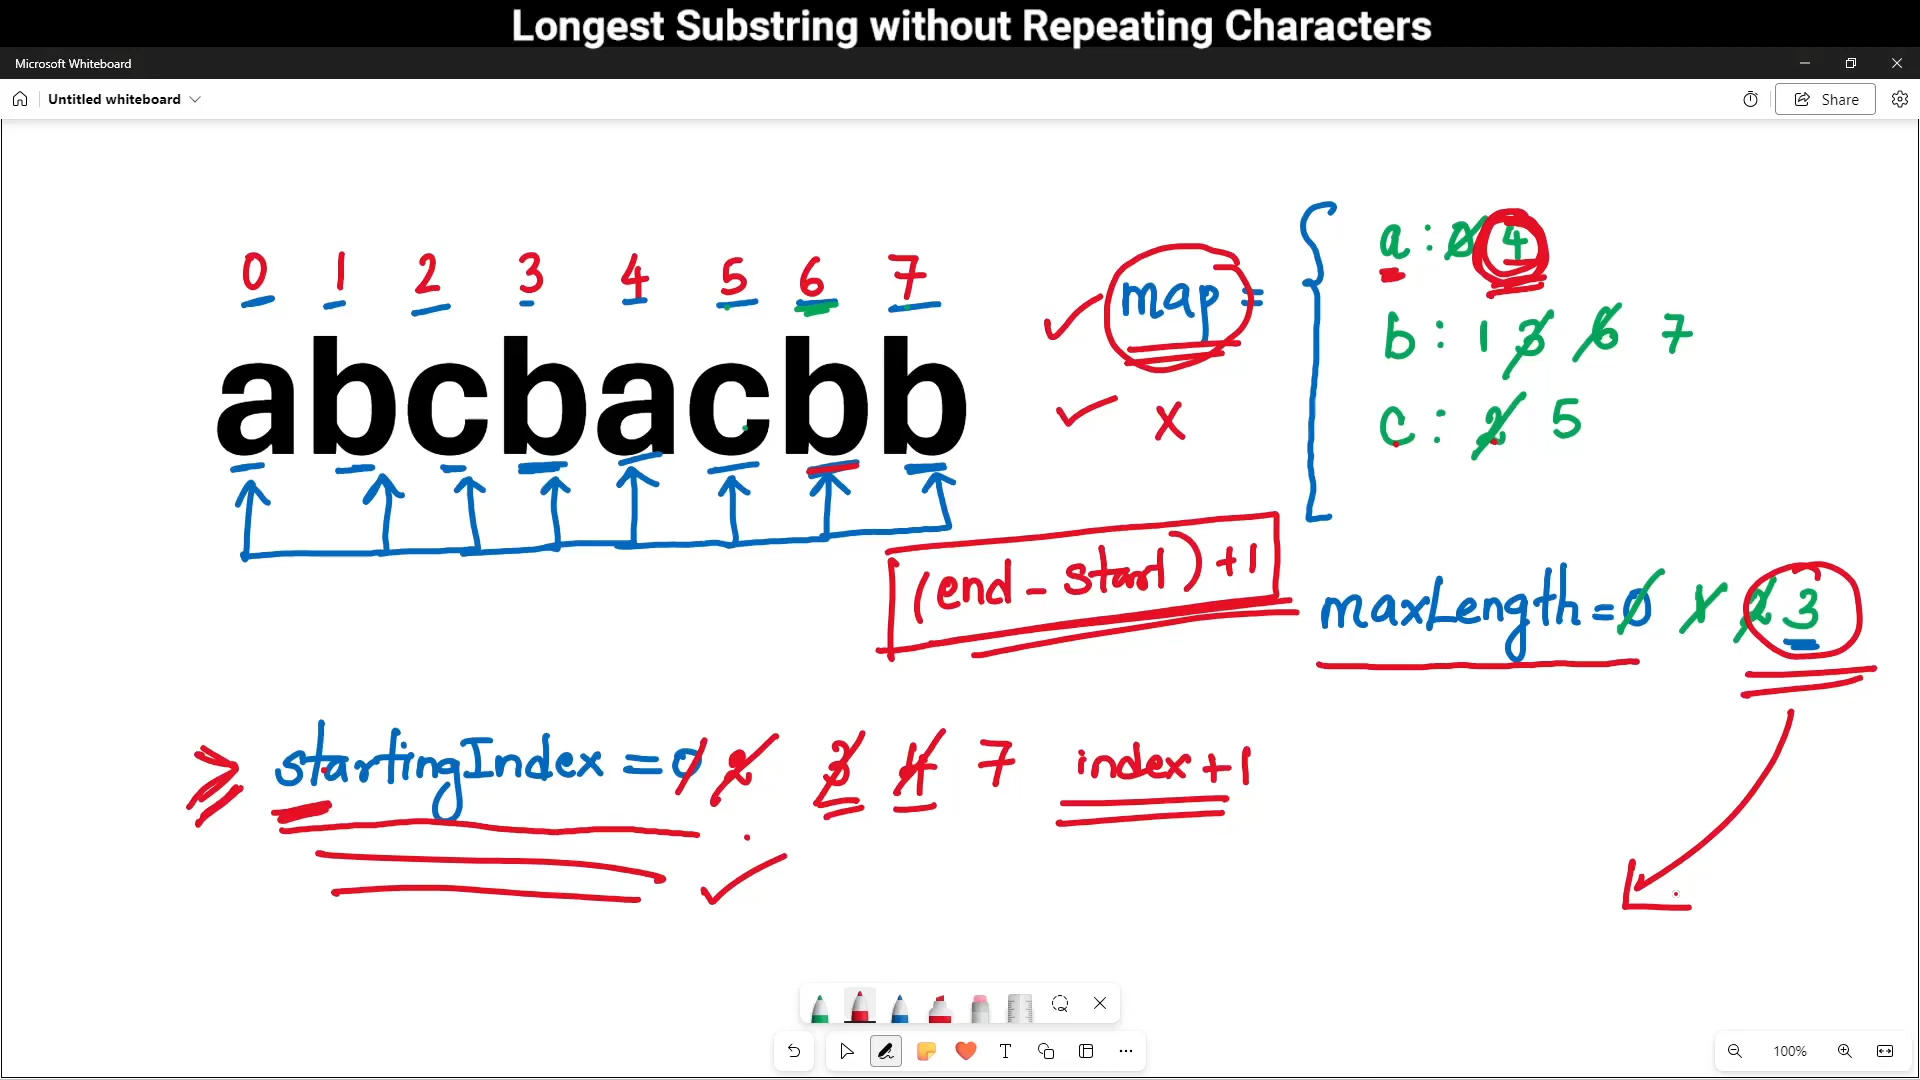 Longest Substring without Repeating Characters
Microsoft Whiteboard
Untitled whiteboard
Share
0 1 2 3 4 5 6 7
abcbacbb
map =
x
a : 0 4
b : 1 3 6 7
c : 2 5
(end - start) + 1
maxLength = 0 1 2 3
startingIndex = 0 2 3 4 7 index + 1
T
100%